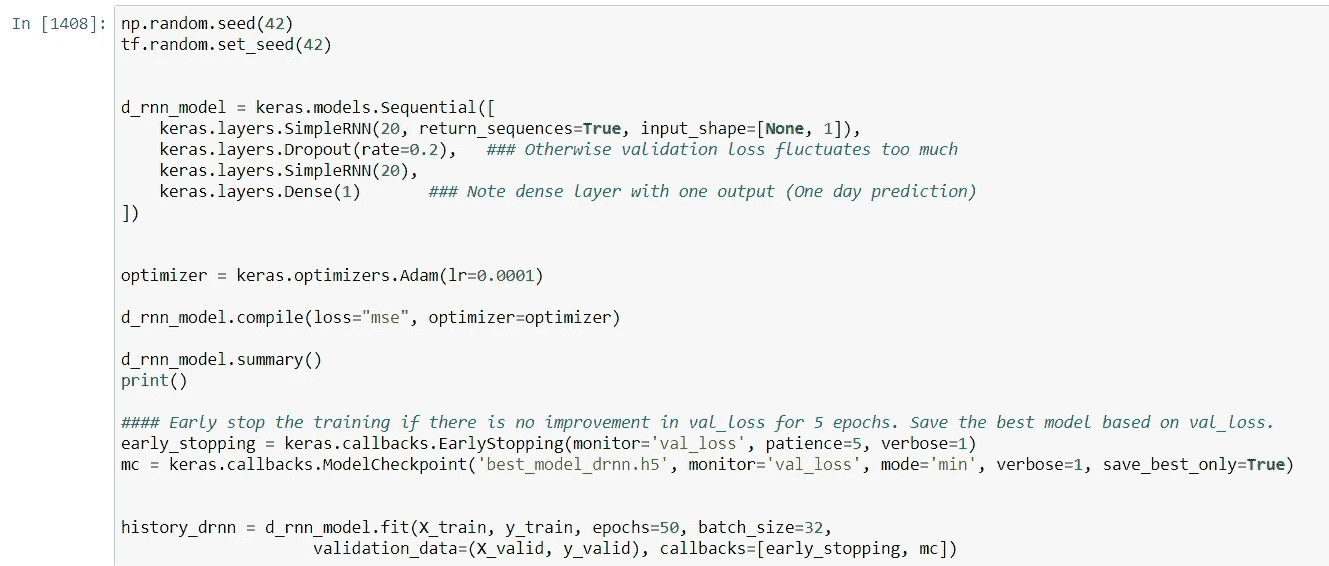 In [1408]: np.random.seed(42)
tf.random.set_seed(42)
d_rnn_model = keras.models.Sequential([
    keras.layers.SimpleRNN(20, return_sequences=True, input_shape=[None, 1]),
    keras.layers.Dropout(rate=0.2),   ### Otherwise validation loss fluctuates too much
    keras.layers.SimpleRNN(20),
    keras.layers.Dense(1)       ### Note dense layer with one output (One day prediction)
])
optimizer = keras.optimizers.Adam(lr=0.0001)
d_rnn_model.compile(loss="mse", optimizer=optimizer)
d_rnn_model.summary()
print()
#### Early stop the training if there is no improvement in val_loss for 5 epochs. Save the best model based on val_loss.
early_stopping = keras.callbacks.EarlyStopping(monitor='val_loss', patience=5, verbose=1)
mc = keras.callbacks.ModelCheckpoint('best_model_drnn.h5', monitor='val_loss', mode='min', verbose=1, save_best_only=True)
history_drnn = d_rnn_model.fit(X_train, y_train, epochs=50, batch_size=32,
                    validation_data=(X_valid, y_valid), callbacks=[early_stopping, mc])